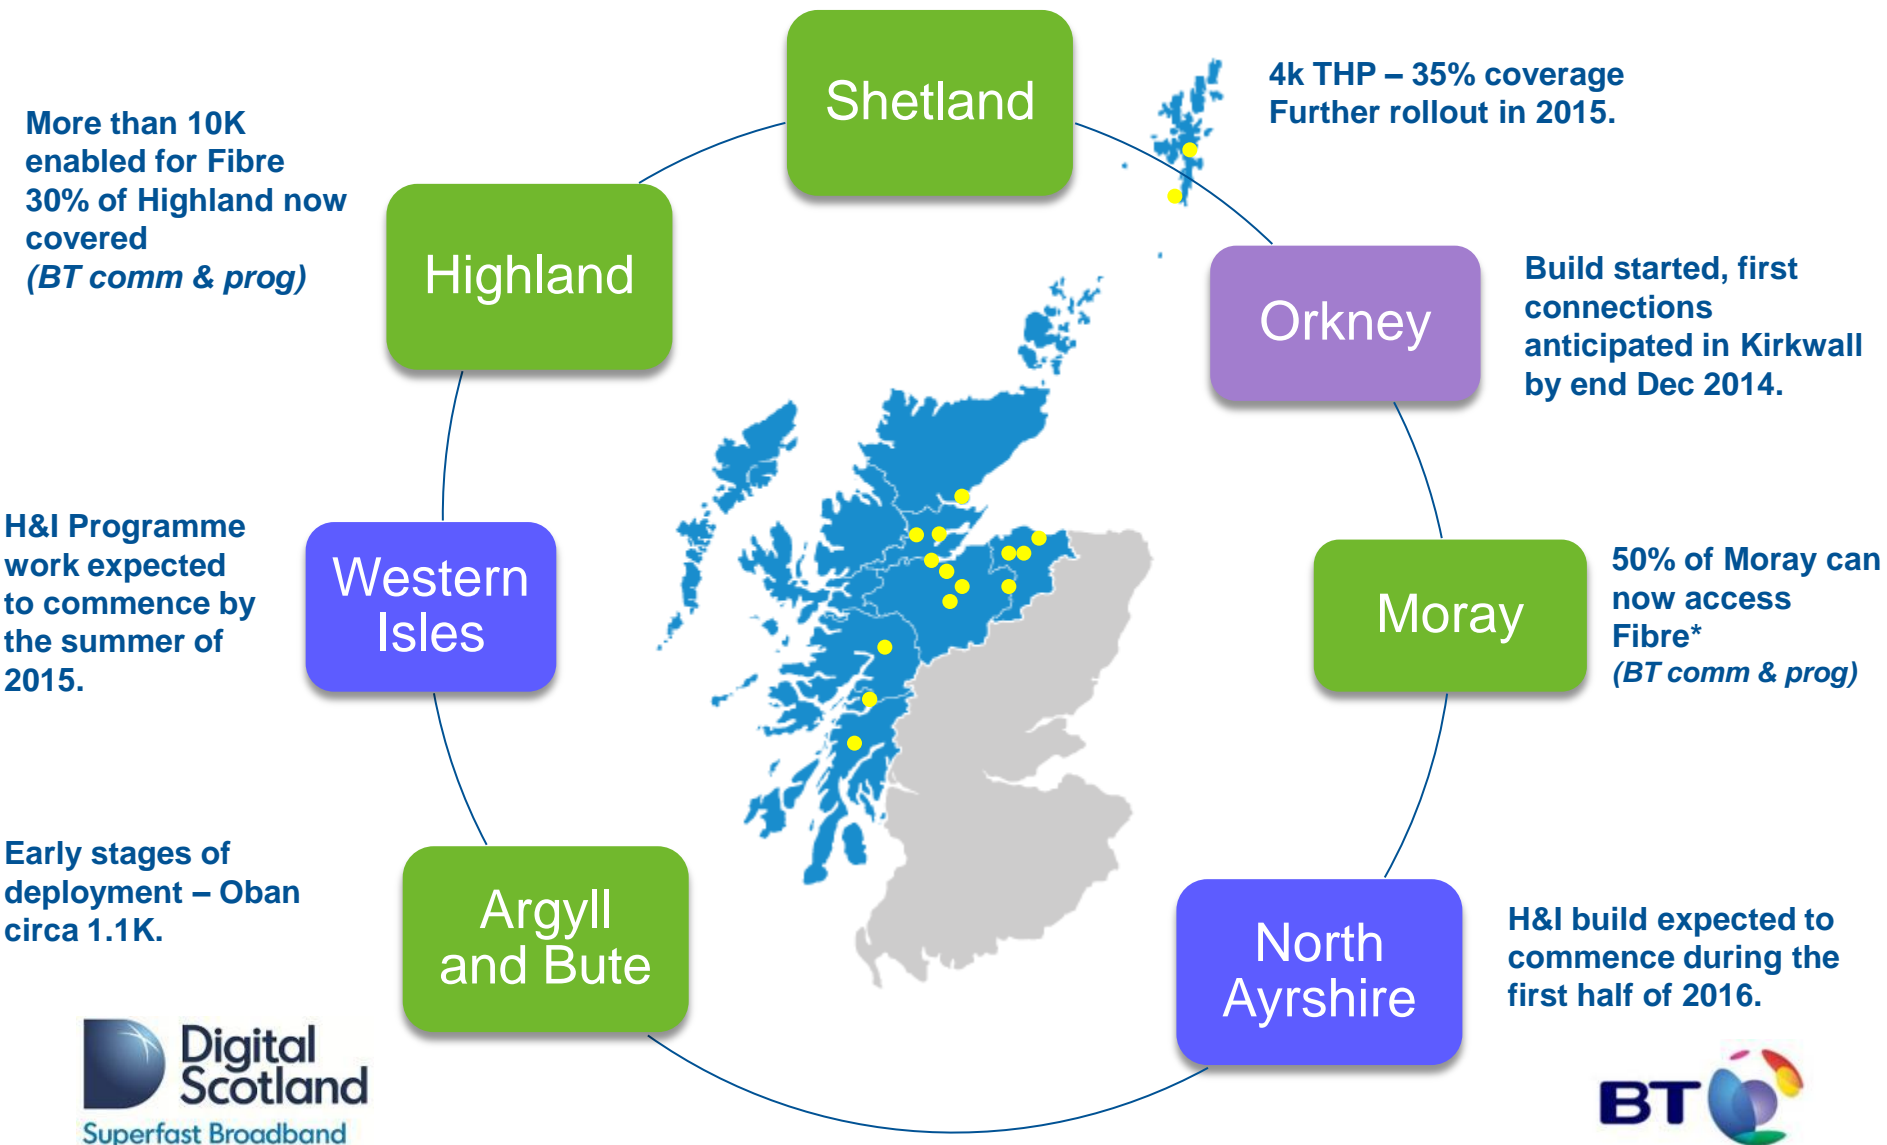 Shetland
4k THP – 35% coverage
Further rollout in 2015.
More than 10K
enabled for Fibre
30% of Highland now
covered
(BT comm & prog)
Highland
Orkney
Build started, first
connections
anticipated in Kirkwall
by end Dec 2014.
H&I Programme
work expected
to commence by
the summer of
2015.
Western
Isles
Moray
50% of Moray can
now access
Fibre*
(BT comm & prog)
Early stages of
deployment – Oban
circa 1.1K.
Argyll
and Bute
North
Ayrshire
H&I build expected to
commence during the
first half of 2016.
Digital
Scotland
Superfast Broadband
BT